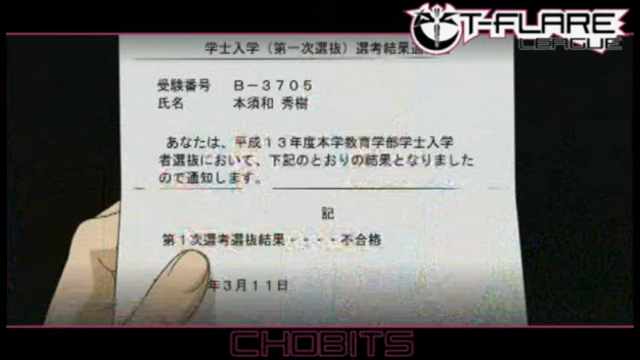 T-FLARE
LEAGUE
学士入学（第一次選抜）選考結果通
受験番号　Ｂ－３７０５
氏名　本須和 秀樹
あなたは、平成１３年度本学教育学部学士入学
者選抜において、下記のとおりの結果となりました
ので通知します。
記
第１次選考選抜結果・・・・不合格
年３月１１日
CHOBITS